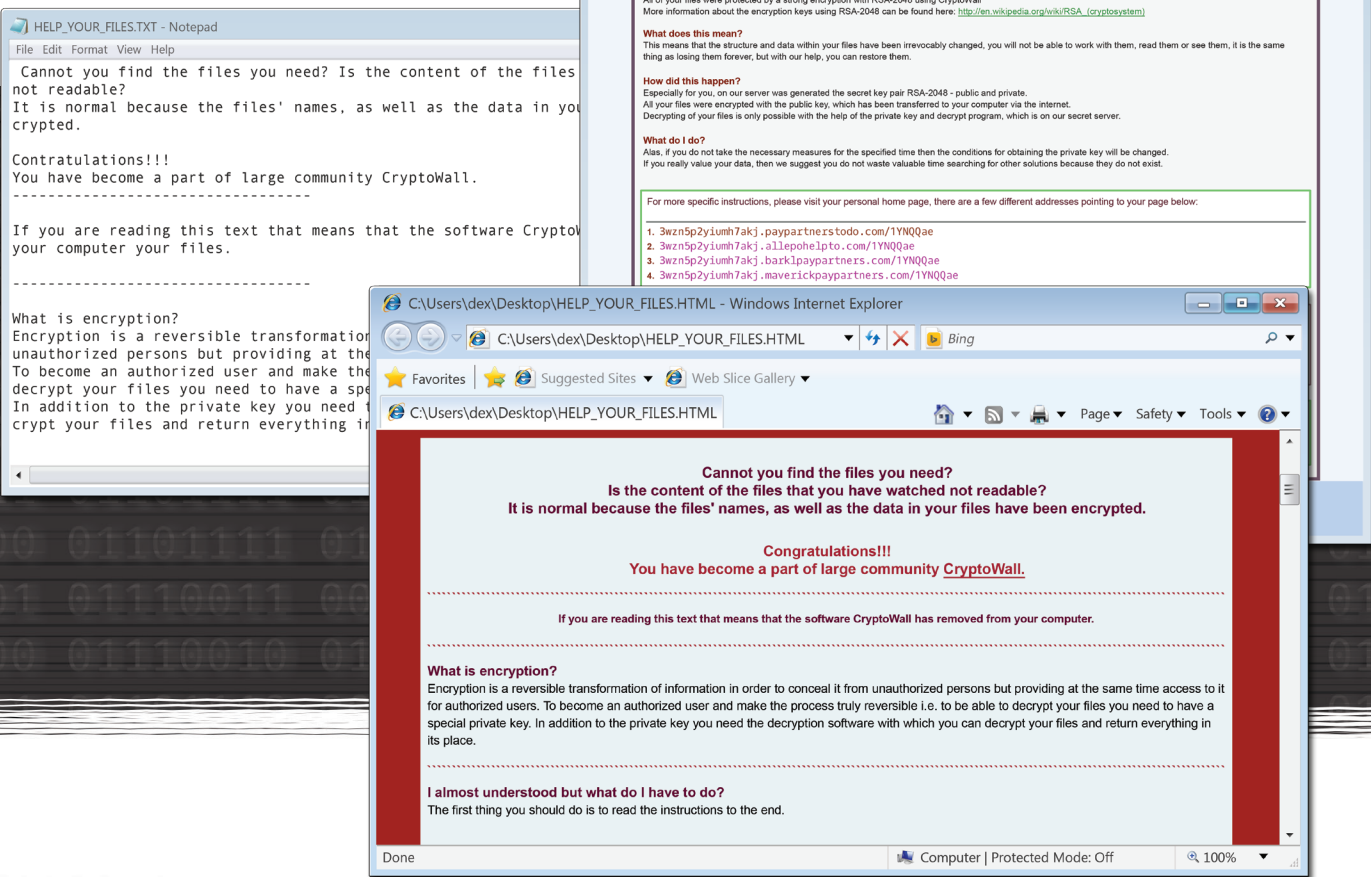 HELP_YOUR_FILES.TXT - Notepad
File Edit Format View Help
Cannot you find the files you need? Is the content of the files
not readable?
It is normal because the files' names, as well as the data in you
crypted.
Contratulations!!!
You have become a part of large community CryptoWall.
-----------------------------------
If you are reading this text that means that the software Cryptow
your computer your files.
-----------------------------------
What is encryption?
Encryption is a reversible transformation
unauthorized persons but providing at the
To become an authorized user and make the
decrypt your files you need to have a spe
In addition to the private key you need
crypt your files and return everything in
All of your files were protected by a strong encryption with RSA-2048 using CryptoWall
More information about the encryption keys using RSA-2048 can be found here: http://en.wikipedia.org/wiki/RSA_(cryptosystem)
What does this mean?
This means that the structure and data within your files have been irrevocably changed, you will not be able to work with them, read them or see them, it is the same
thing as losing them forever, but with our help, you can restore them.
How did this happen?
Especially for you, on our server was generated the secret key pair RSA-2048 - public and private.
All your files were encrypted with the public key, which has been transferred to your computer via the internet.
Decrypting of your files is only possible with the help of the private key and decrypt program, which is on our secret server.
What do I do?
Alas, if you do not take the necessary measures for the specified time then the conditions for obtaining the private key will be changed.
If you really value your data, then we suggest you do not waste valuable time searching for other solutions because they do not exist.
For more specific instructions, please visit your personal home page, there are a few different addresses pointing to your page below:
1. 3wzn5p2yiumh7akj.paypartnerstodo.com/1YNQQae
2. 3wzn5p2yiumh7akj.allepohelpto.com/1YNQQae
3. 3wzn5p2yiumh7akj.barklpaypartners.com/1YNQQae
4. 3wzn5p2yiumh7akj.maverickpaypartners.com/1YNQQae
C:\Users\dex\Desktop\HELP_YOUR_FILES.HTML - Windows Internet Explorer
C:\Users\dex\Desktop\HELP_YOUR_FILES.HTML
Bing
Favorites Suggested Sites Web Slice Gallery
C:\Users\dex\Desktop\HELP_YOUR_FILES.HTML
Page Safety Tools
Cannot you find the files you need?
Is the content of the files that you have watched not readable?
It is normal because the files' names, as well as the data in your files have been encrypted.
Congratulations!!!
You have become a part of large community CryptoWall.
If you are reading this text that means that the software CryptoWall has removed from your computer.
What is encryption?
Encryption is a reversible transformation of information in order to conceal it from unauthorized persons but providing at the same time access to it
for authorized users. To become an authorized user and make the process truly reversible i.e. to be able to decrypt your files you need to have a
special private key. In addition to the private key you need the decryption software with which you can decrypt your files and return everything in
its place.
I almost understood but what do I have to do?
The first thing you should do is to read the instructions to the end.
Done
Computer | Protected Mode: Off
100%
01101111
01110011
01110010